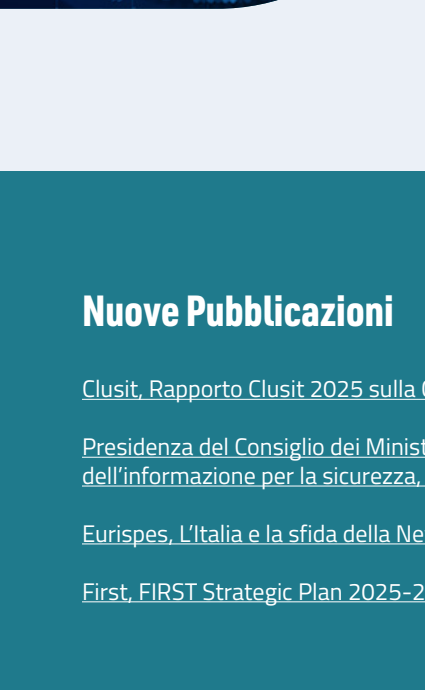 Nuove Pubblicazioni
Clusit, Rapporto Clusit 2025 sulla
Presidenza del Consiglio dei Minist
dell’informazione per la sicurezza,
Eurispes, L’Italia e la sfida della Ne
First, FIRST Strategic Plan 2025-2